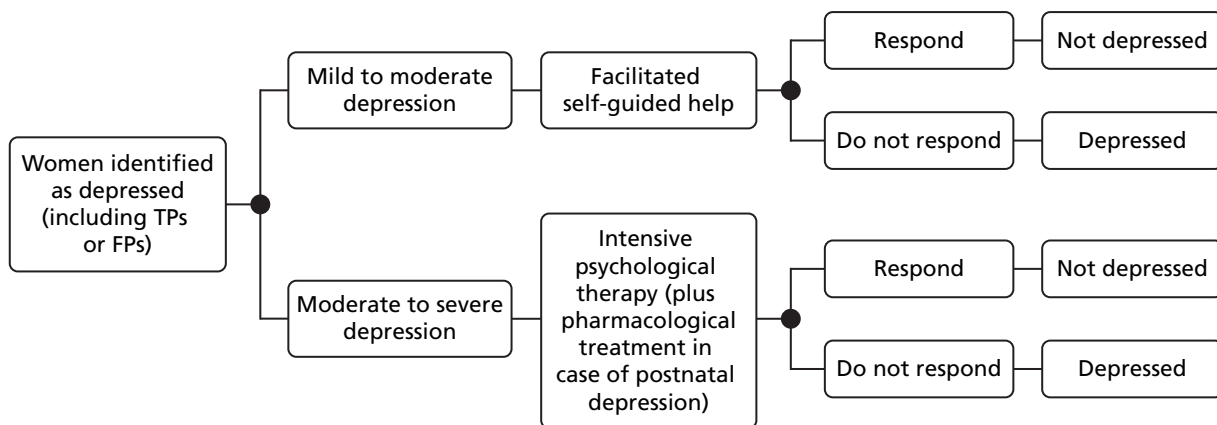 Women identified
as depressed
(including TPs
or FPs)
Mild to moderate
depression
Facilitated
self-guided help
Respond
Not depressed
Do not respond
Depressed
Moderate to severe
depression
Intensive
psychological
therapy (plus
pharmacological
treatment in
case of postnatal
depression)
Respond
Not depressed
Do not respond
Depressed